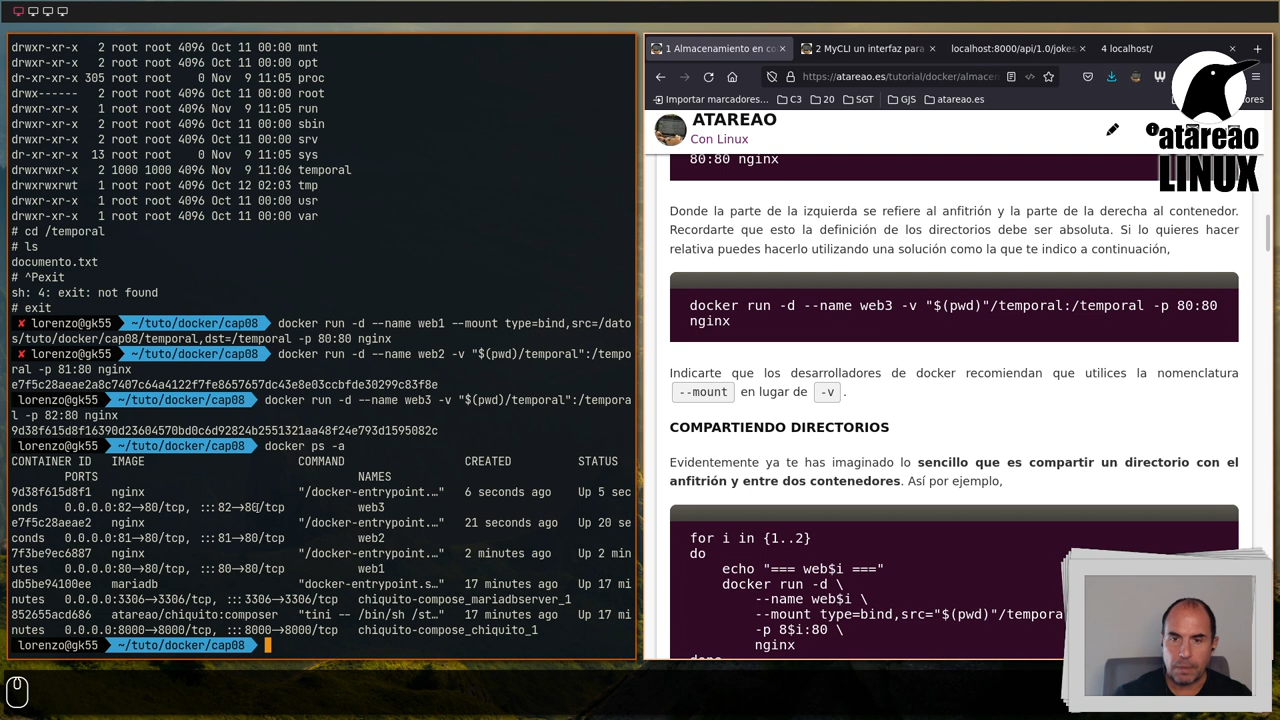 drwxr-xr-x   2 root root 4096 Oct 11 00:00 mnt
drwxr-xr-x   2 root root 4096 Oct 11 00:00 opt
dr-xr-xr-x 305 root root    0 Nov  9 11:05 proc
drwx------   2 root root 4096 Oct 11 00:00 root
drwxr-xr-x   1 root root 4096 Nov  9 11:05 run
drwxr-xr-x   2 root root 4096 Oct 11 00:00 sbin
drwxr-xr-x   2 root root 4096 Oct 11 00:00 srv
dr-xr-xr-x  13 root root    0 Nov  9 11:05 sys
drwxrwxr-x   2 1000 1000 4096 Nov  9 11:06 temporal
drwxrwxrwt   1 root root 4096 Oct 12 02:03 tmp
drwxr-xr-x   1 root root 4096 Oct 11 00:00 usr
drwxr-xr-x   1 root root 4096 Oct 11 00:00 var
# cd /temporal
# ls
documento.txt
# ^Pexit
sh: 4: exit: not found
# exit
✘ lorenzo@gk55 ~/tuto/docker/cap08 docker run -d --name web1 --mount type=bind,src=/dato
s/tuto/docker/cap08/temporal,dst=/temporal -p 80:80 nginx
✘ lorenzo@gk55 ~/tuto/docker/cap08 docker run -d --name web2 -v "$(pwd)/temporal":/tempo
ral -p 81:80 nginx
e7f5c28aeae2a8c7407c64a4122f7fe8657657dc43e8e03ccbfde30299c83f8e
lorenzo@gk55 ~/tuto/docker/cap08 docker run -d --name web3 -v "$(pwd)/temporal":/tempora
l -p 82:80 nginx
9d38f615d8f16390d23604570bd0c6d92824b2551321aa48f24e793d1595082c
lorenzo@gk55 ~/tuto/docker/cap08 docker ps -a
CONTAINER ID   IMAGE   COMMAND   CREATED   STATUS
PORTS   NAMES
9d38f615d8f1   nginx   "/docker-entrypoint.…"   6 seconds ago   Up 5 sec
onds   0.0.0.0:82->80/tcp, :::82->80/tcp   web3
e7f5c28aeae2   nginx   "/docker-entrypoint.…"   21 seconds ago   Up 20 se
conds   0.0.0.0:81->80/tcp, :::81->80/tcp   web2
7f3be9ec6887   nginx   "/docker-entrypoint.…"   2 minutes ago   Up 2 min
utes   0.0.0.0:80->80/tcp, :::80->80/tcp   web1
db5be94100ee   mariadb   "docker-entrypoint.s…"   17 minutes ago   Up 17 mi
nutes   0.0.0.0:3306->3306/tcp, :::3306->3306/tcp   chiquito-compose_mariadbserver_1
852655acd686   atareao/chiquito:composer   "tini -- /bin/sh /st…"   17 minutes ago   Up 17 mi
nutes   0.0.0.0:8000->8000/tcp, :::8000->8000/tcp   chiquito-compose_chiquito_1
lorenzo@gk55 ~/tuto/docker/cap08
1 Almacenamiento en co
2 MyCLI un interfaz para
localhost:8000/api/1.0/jokes
4 localhost/
https://atareao.es/tutorial/docker/almacen
Importar marcadores...
C3
20
SGT
GJS
atareao.es
ores
atareao
LINUX
ATAREAO
Con Linux
80:80 nginx
Donde la parte de la izquierda se refiere al anfitrión y la parte de la derecha al contenedor.
Recordarte que esto la definición de los directorios debe ser absoluta. Si lo quieres hacer
relativa puedes hacerlo utilizando una solución como la que te indico a continuación,
docker run -d --name web3 -v "$(pwd)"/temporal:/temporal -p 80:80
nginx
Indicarte que los desarrolladores de docker recomiendan que utilices la nomenclatura
--mount en lugar de -v .
COMPARTIENDO DIRECTORIOS
Evidentemente ya te has imaginado lo sencillo que es compartir un directorio con el
anfitrión y entre dos contenedores. Así por ejemplo,
for i in {1..2}
do
echo "=== web$i ==="
docker run -d \
--name web$i \
--mount type=bind,src="$(pwd)"/tempora
-p 8$i:80 \
nginx
done